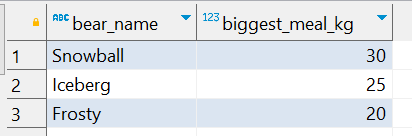 ABC bear_name 123 biggest_meal_kg
1 Snowball 30
2 Iceberg 25
3 Frosty 20